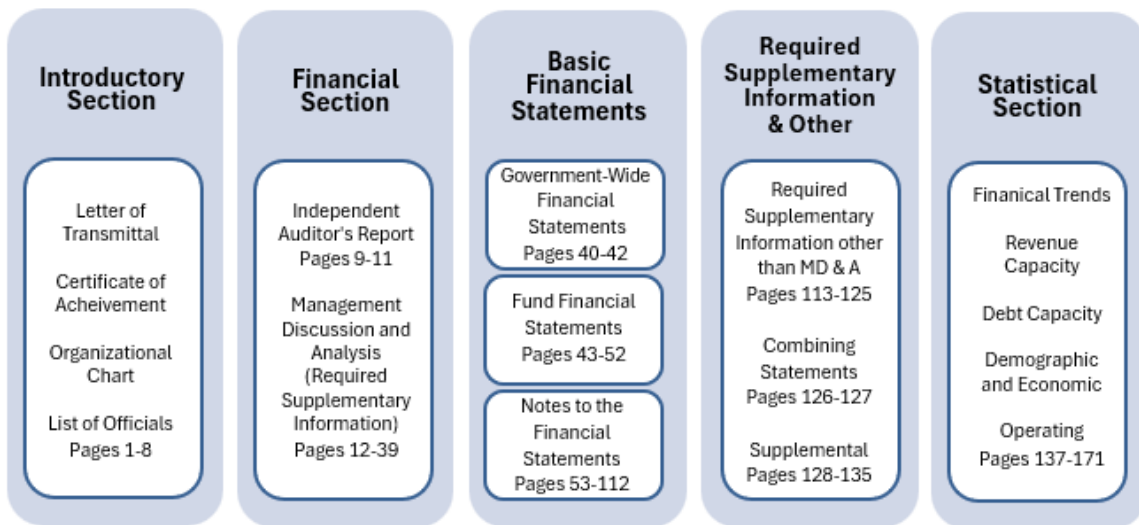 Introductory
Section
Letter of
Transmittal
Certificate of
Acheivement
Organizational
Chart
List of Officials
Pages 1-8
Financial
Section
Independent
Auditor's Report
Pages 9-11
Management
Discussion and
Analysis
(Required
Supplementary
Information)
Pages 12-39
Basic
Financial
Statements
Government-Wide
Financial
Statements
Pages 40-42
Fund Financial
Statements
Pages 43-52
Notes to the
Financial
Statements
Pages 53-112
Required
Supplementary
Information
& Other
Required
Supplementary
Information other
than MD & A
Pages 113-125
Combining
Statements
Pages 126-127
Supplemental
Pages 128-135
Statistical
Section
Finanical Trends
Revenue
Capacity
Debt Capacity
Demographic
and Economic
Operating
Pages 137-171